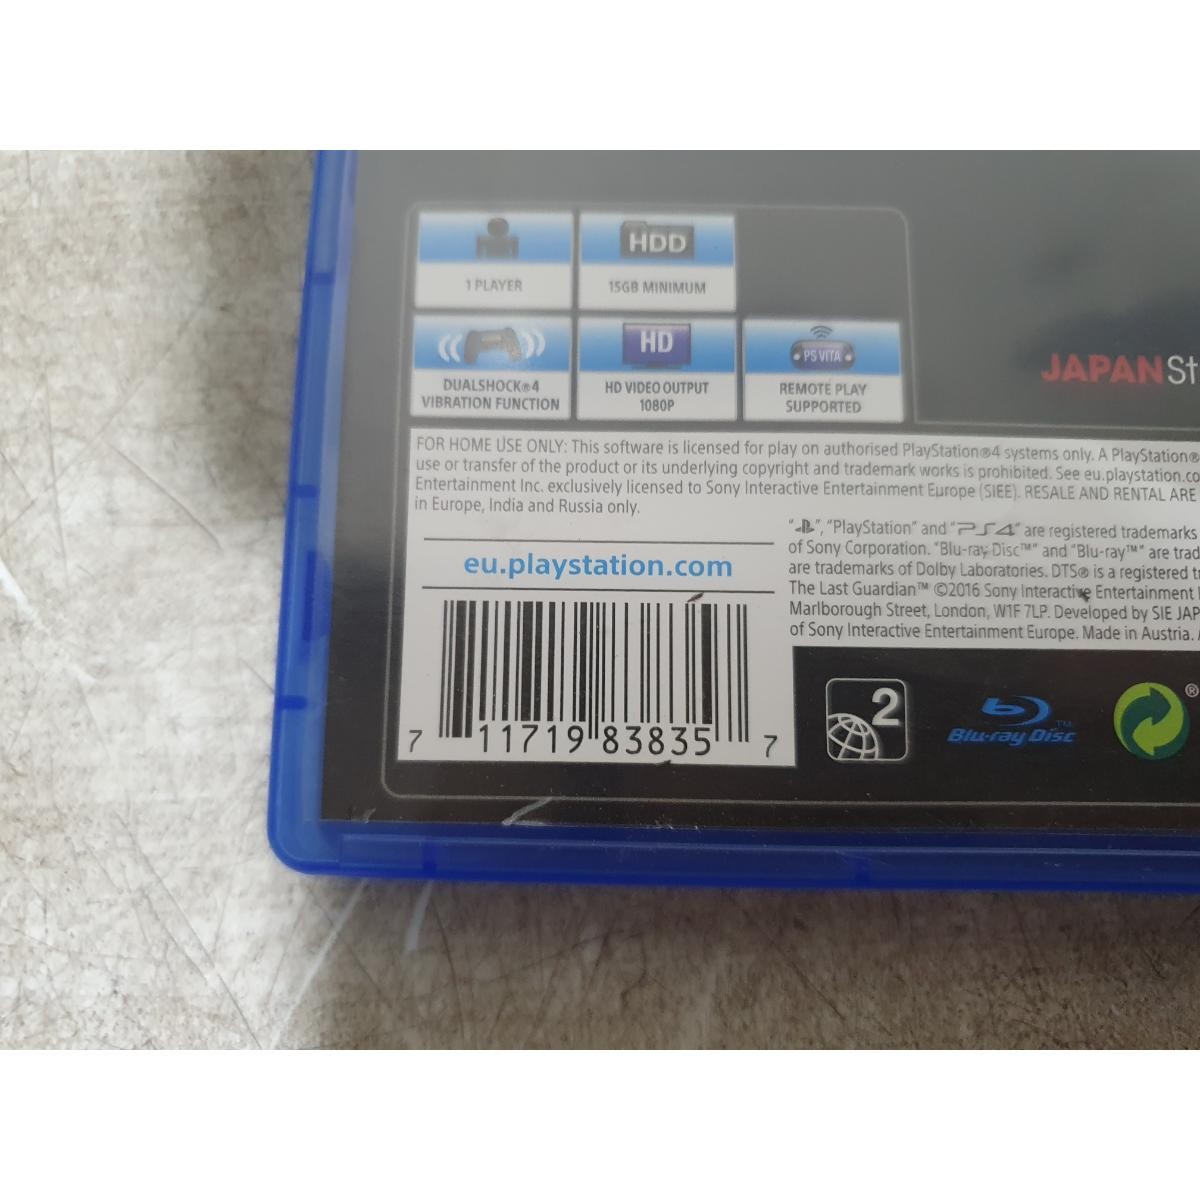 1 PLAYER
HDD
15GB MINIMUM
DUALSHOCK®4
VIBRATION FUNCTION
HD
HD VIDEO OUTPUT
1080P
PS VITA
REMOTE PLAY
SUPPORTED
JAPAN St
FOR HOME USE ONLY: This software is licensed for play on authorised PlayStation®4 systems only. A PlayStation®
use or transfer of the product or its underlying copyright and trademark works is prohibited. See eu.playstation.co
Entertainment Inc. exclusively licensed to Sony Interactive Entertainment Europe (SIEE). RESALE AND RENTAL ARE
in Europe, India and Russia only.
"PS", "PlayStation" and "PS4" are registered trademarks
of Sony Corporation. "Blu-ray Disc™" and "Blu-ray™" are trad
are trademarks of Dolby Laboratories. DTS® is a registered tr
The Last Guardian™ ©2016 Sony Interactive Entertainment
Marlborough Street, London, W1F 7LP. Developed by SIE JAP
of Sony Interactive Entertainment Europe. Made in Austria.
eu.playstation.com
7 11719 83835 7
2
Blu-ray Disc™
®